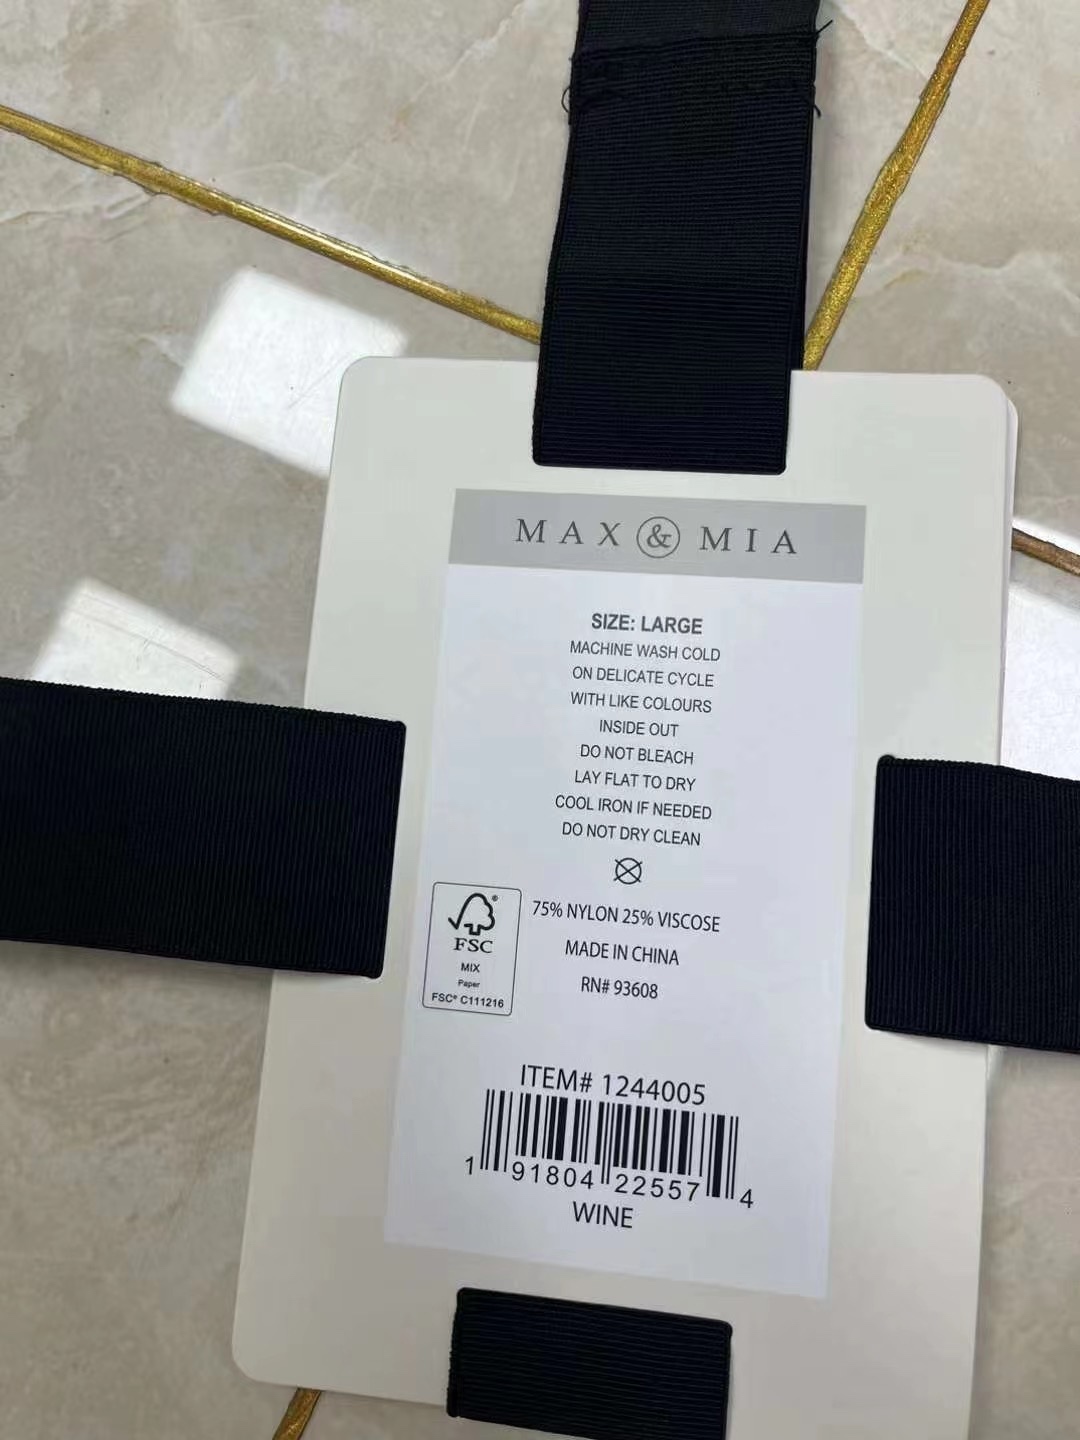 MAX & MIA
SIZE: LARGE
MACHINE WASH COLD
ON DELICATE CYCLE
WITH LIKE COLOURS
INSIDE OUT
DO NOT BLEACH
LAY FLAT TO DRY
COOL IRON IF NEEDED
DO NOT DRY CLEAN
75% NYLON 25% VISCOSE
MADE IN CHINA
RN# 93608
FSC®
MIX
Paper
FSC® C111216
ITEM# 1244005
1 91804 22557 4
WINE